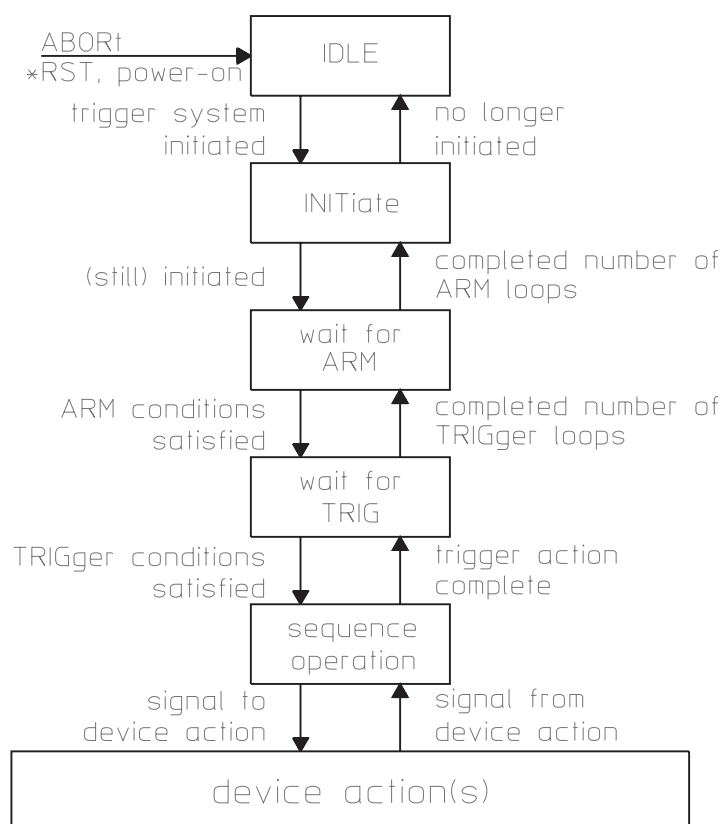 ABORt
*RST, power-on
IDLE
trigger system
initiated
no longer
initiated
INITiate
(still) initiated
completed number of
ARM loops
wait for
ARM
ARM conditions
satisfied
completed number of
TRIGger loops
wait for
TRIG
TRIGger conditions
satisfied
trigger action
complete
sequence
operation
signal to
device action
signal from
device action
device action(s)